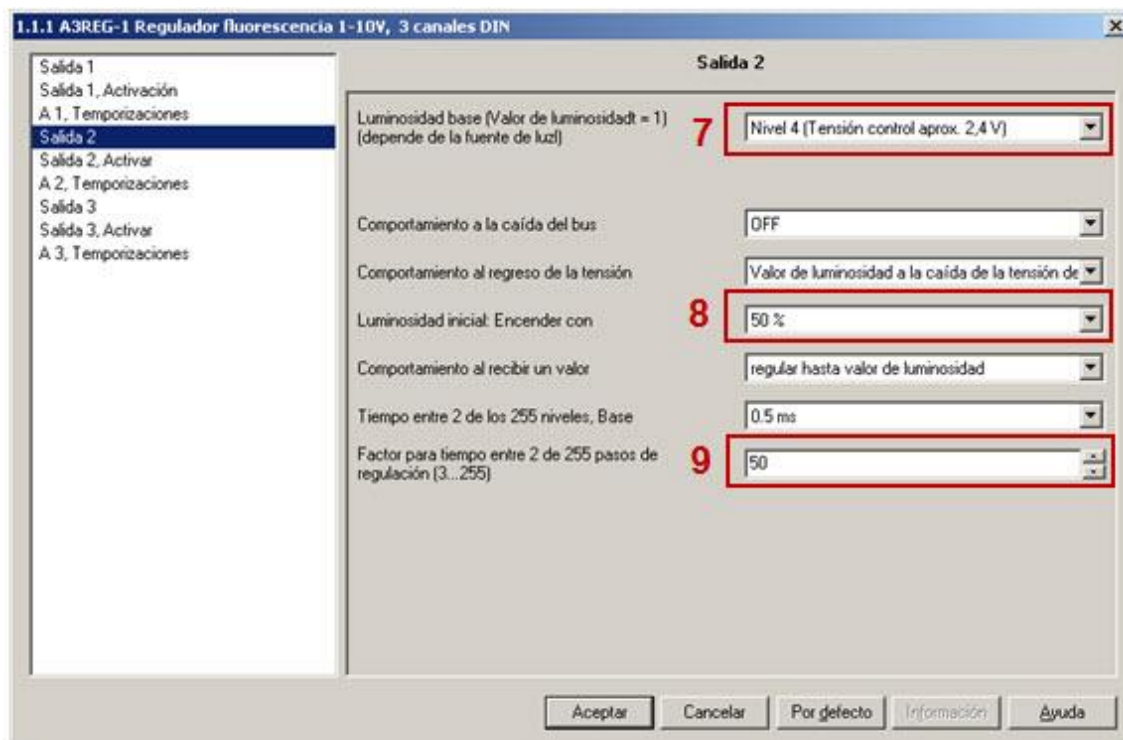 1.1.1 A3REG-1 Regulador fluorescencia 1-10V, 3 canales DIN
Salida 1
Salida 1, Activación
A 1, Temporizaciones
Salida 2
Salida 2, Activar
A 2, Temporizaciones
Salida 3
Salida 3, Activar
A 3, Temporizaciones
Salida 2
Luminosidad base (Valor de luminosidadt = 1)
(depende de la fuente de luzl)
7
Nivel 4 (Tensión control aprox. 2,4 V)
Comportamiento a la caída del bus
OFF
Comportamiento al regreso de la tensión
Valor de luminosidad a la caída de la tensión de
Luminosidad inicial: Encender con
8
50 %
Comportamiento al recibir un valor
regular hasta valor de luminosidad
Tiempo entre 2 de los 255 niveles, Base
0.5 ms
Factor para tiempo entre 2 de 255 pasos de
regulación (3...255)
9
50
Aceptar
Cancelar
Por defecto
Información
Ayuda